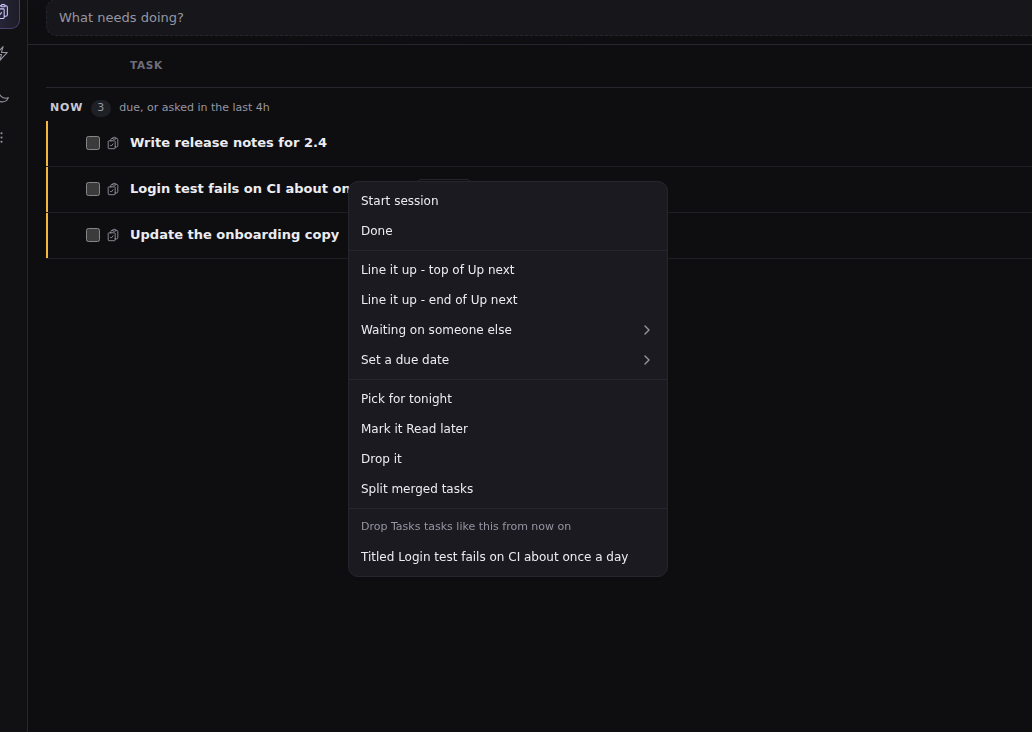 What needs doing?
TASK
NOW 3 due, or asked in the last 4h
Write release notes for 2.4
Login test fails on CI about on
Update the onboarding copy
Start session
Done
Line it up - top of Up next
Line it up - end of Up next
Waiting on someone else
Set a due date
Pick for tonight
Mark it Read later
Drop it
Split merged tasks
Drop Tasks tasks like this from now on
Titled Login test fails on CI about once a day